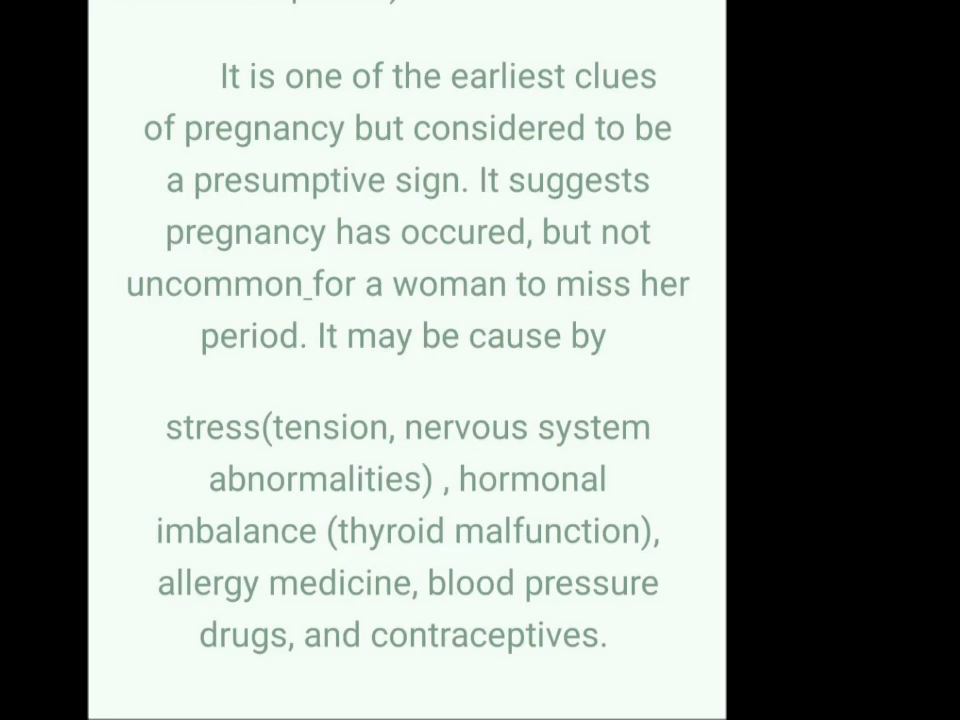 It is one of the earliest clues
of pregnancy but considered to be
a presumptive sign. It suggests
pregnancy has occured, but not
uncommon_for a woman to miss her
period. It may be cause by
stress(tension, nervous system
abnormalities) , hormonal
imbalance (thyroid malfunction),
allergy medicine, blood pressure
drugs, and contraceptives.